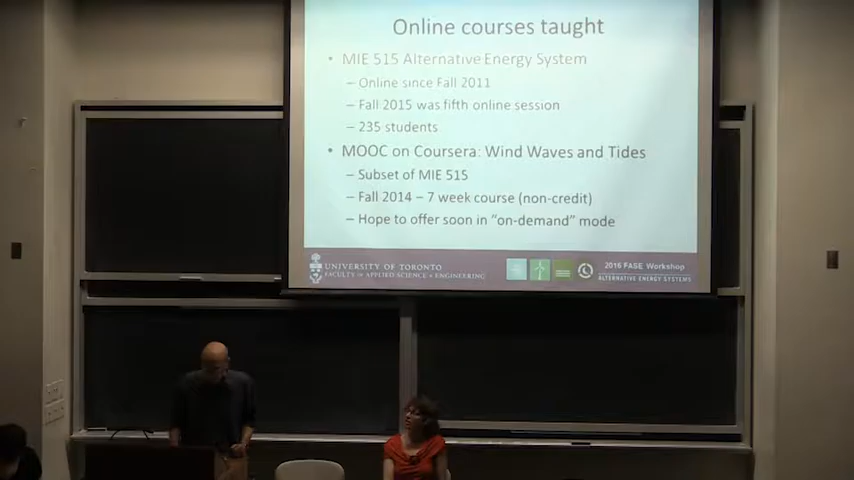 Online courses taught
• MIE 515 Alternative Energy System
– Online since Fall 2011
– Fall 2015 was fifth online session
– 235 students
• MOOC on Coursera: Wind Waves and Tides
– Subset of MIE 515
– Fall 2014 – 7 week course (non-credit)
– Hope to offer soon in “on-demand” mode
UNIVERSITY OF TORONTO
FACULTY OF APPLIED SCIENCE & ENGINEERING
2016 FASE Workshop
ALTERNATIVE ENERGY SYSTEMS